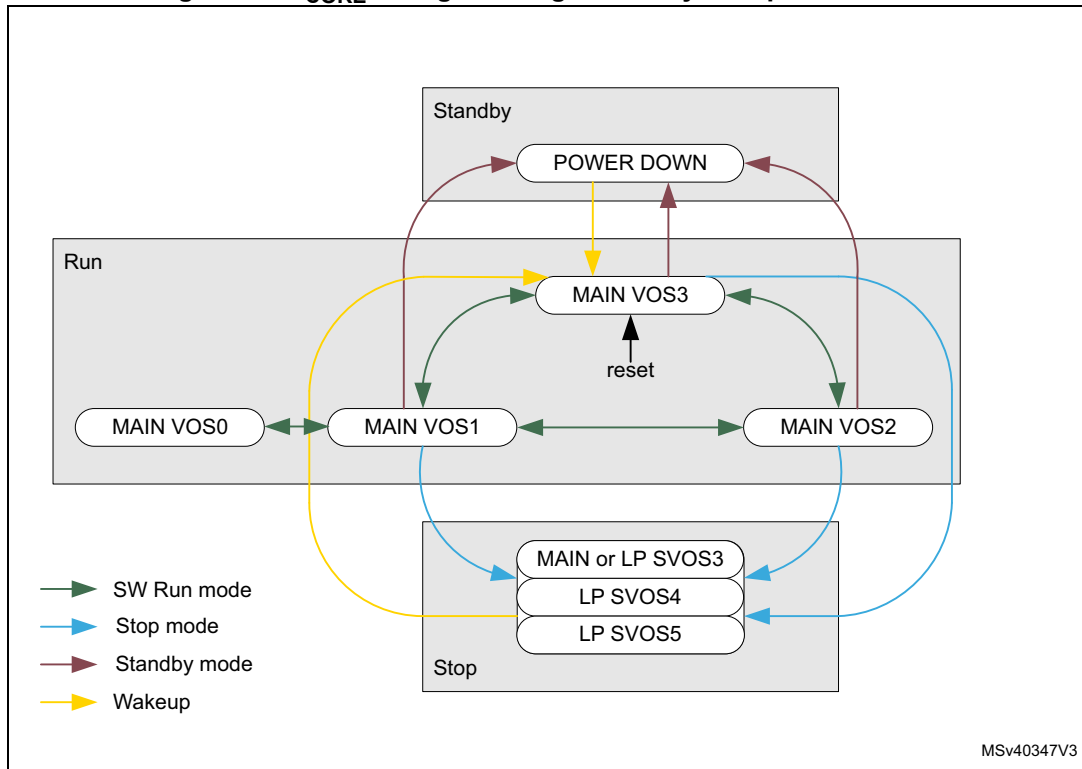 Standby
POWER DOWN
Run
MAIN VOS3
reset
MAIN VOS0
MAIN VOS1
MAIN VOS2
MAIN or LP SVOS3
LP SVOS4
LP SVOS5
Stop
SW Run mode
Stop mode
Standby mode
Wakeup
MSv40347V3